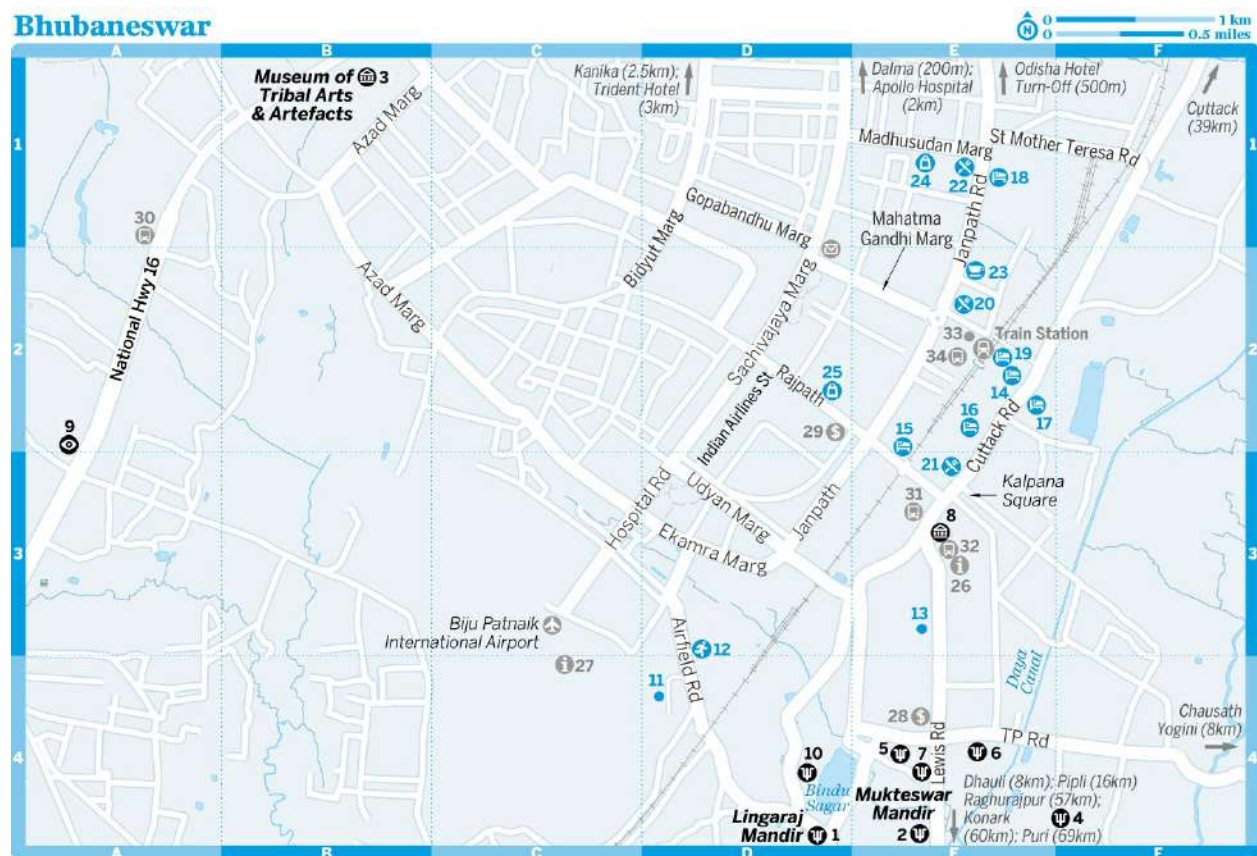 Bhubaneswar
N
0 1 km
0 0.5 miles
A B C D E F
Museum of 3
Tribal Arts
& Artefacts
Kanika (2.5km);
Trident Hotel
(3km)
Dalma (200m);
Apollo Hospital
(2km)
Odisha Hotel
Turn-Off (500m)
Cuttack
(39km)
1
1
Azad Marg
Madhusudan Marg
St Mother Teresa Rd
24
22
18
Janpath Rd
Gopabandhu Marg
Mahatma
Gandhi Marg
30
Bidyut Marg
Azad Marg
National Hwy 16
Sachivajaya Marg
23
20
33
Train Station
34
19
2
2
25
Rajpath
14
Indian Airlines St
16
17
9
29 $
15
Cuttack Rd
21
Kalpana
Square
Hospital Rd
Udyan Marg
Janpath
31
8
Ekamra Marg
32
3
3
26
Biju Patnaik
International Airport
13
Airfield Rd
12
27
11
Daya
Canal
Chausath
Yogini (8km)
28 $
Lewis Rd
TP Rd
4
4
10
5
7
6
Bindu
Sagar
Mukteswar
Mandir
2
Dhauli (8km); Pipli (16km)
Raghurajpur (57km);
Konark
(60km); Puri (69km)
4
Lingaraj
Mandir 1
A B C D E F